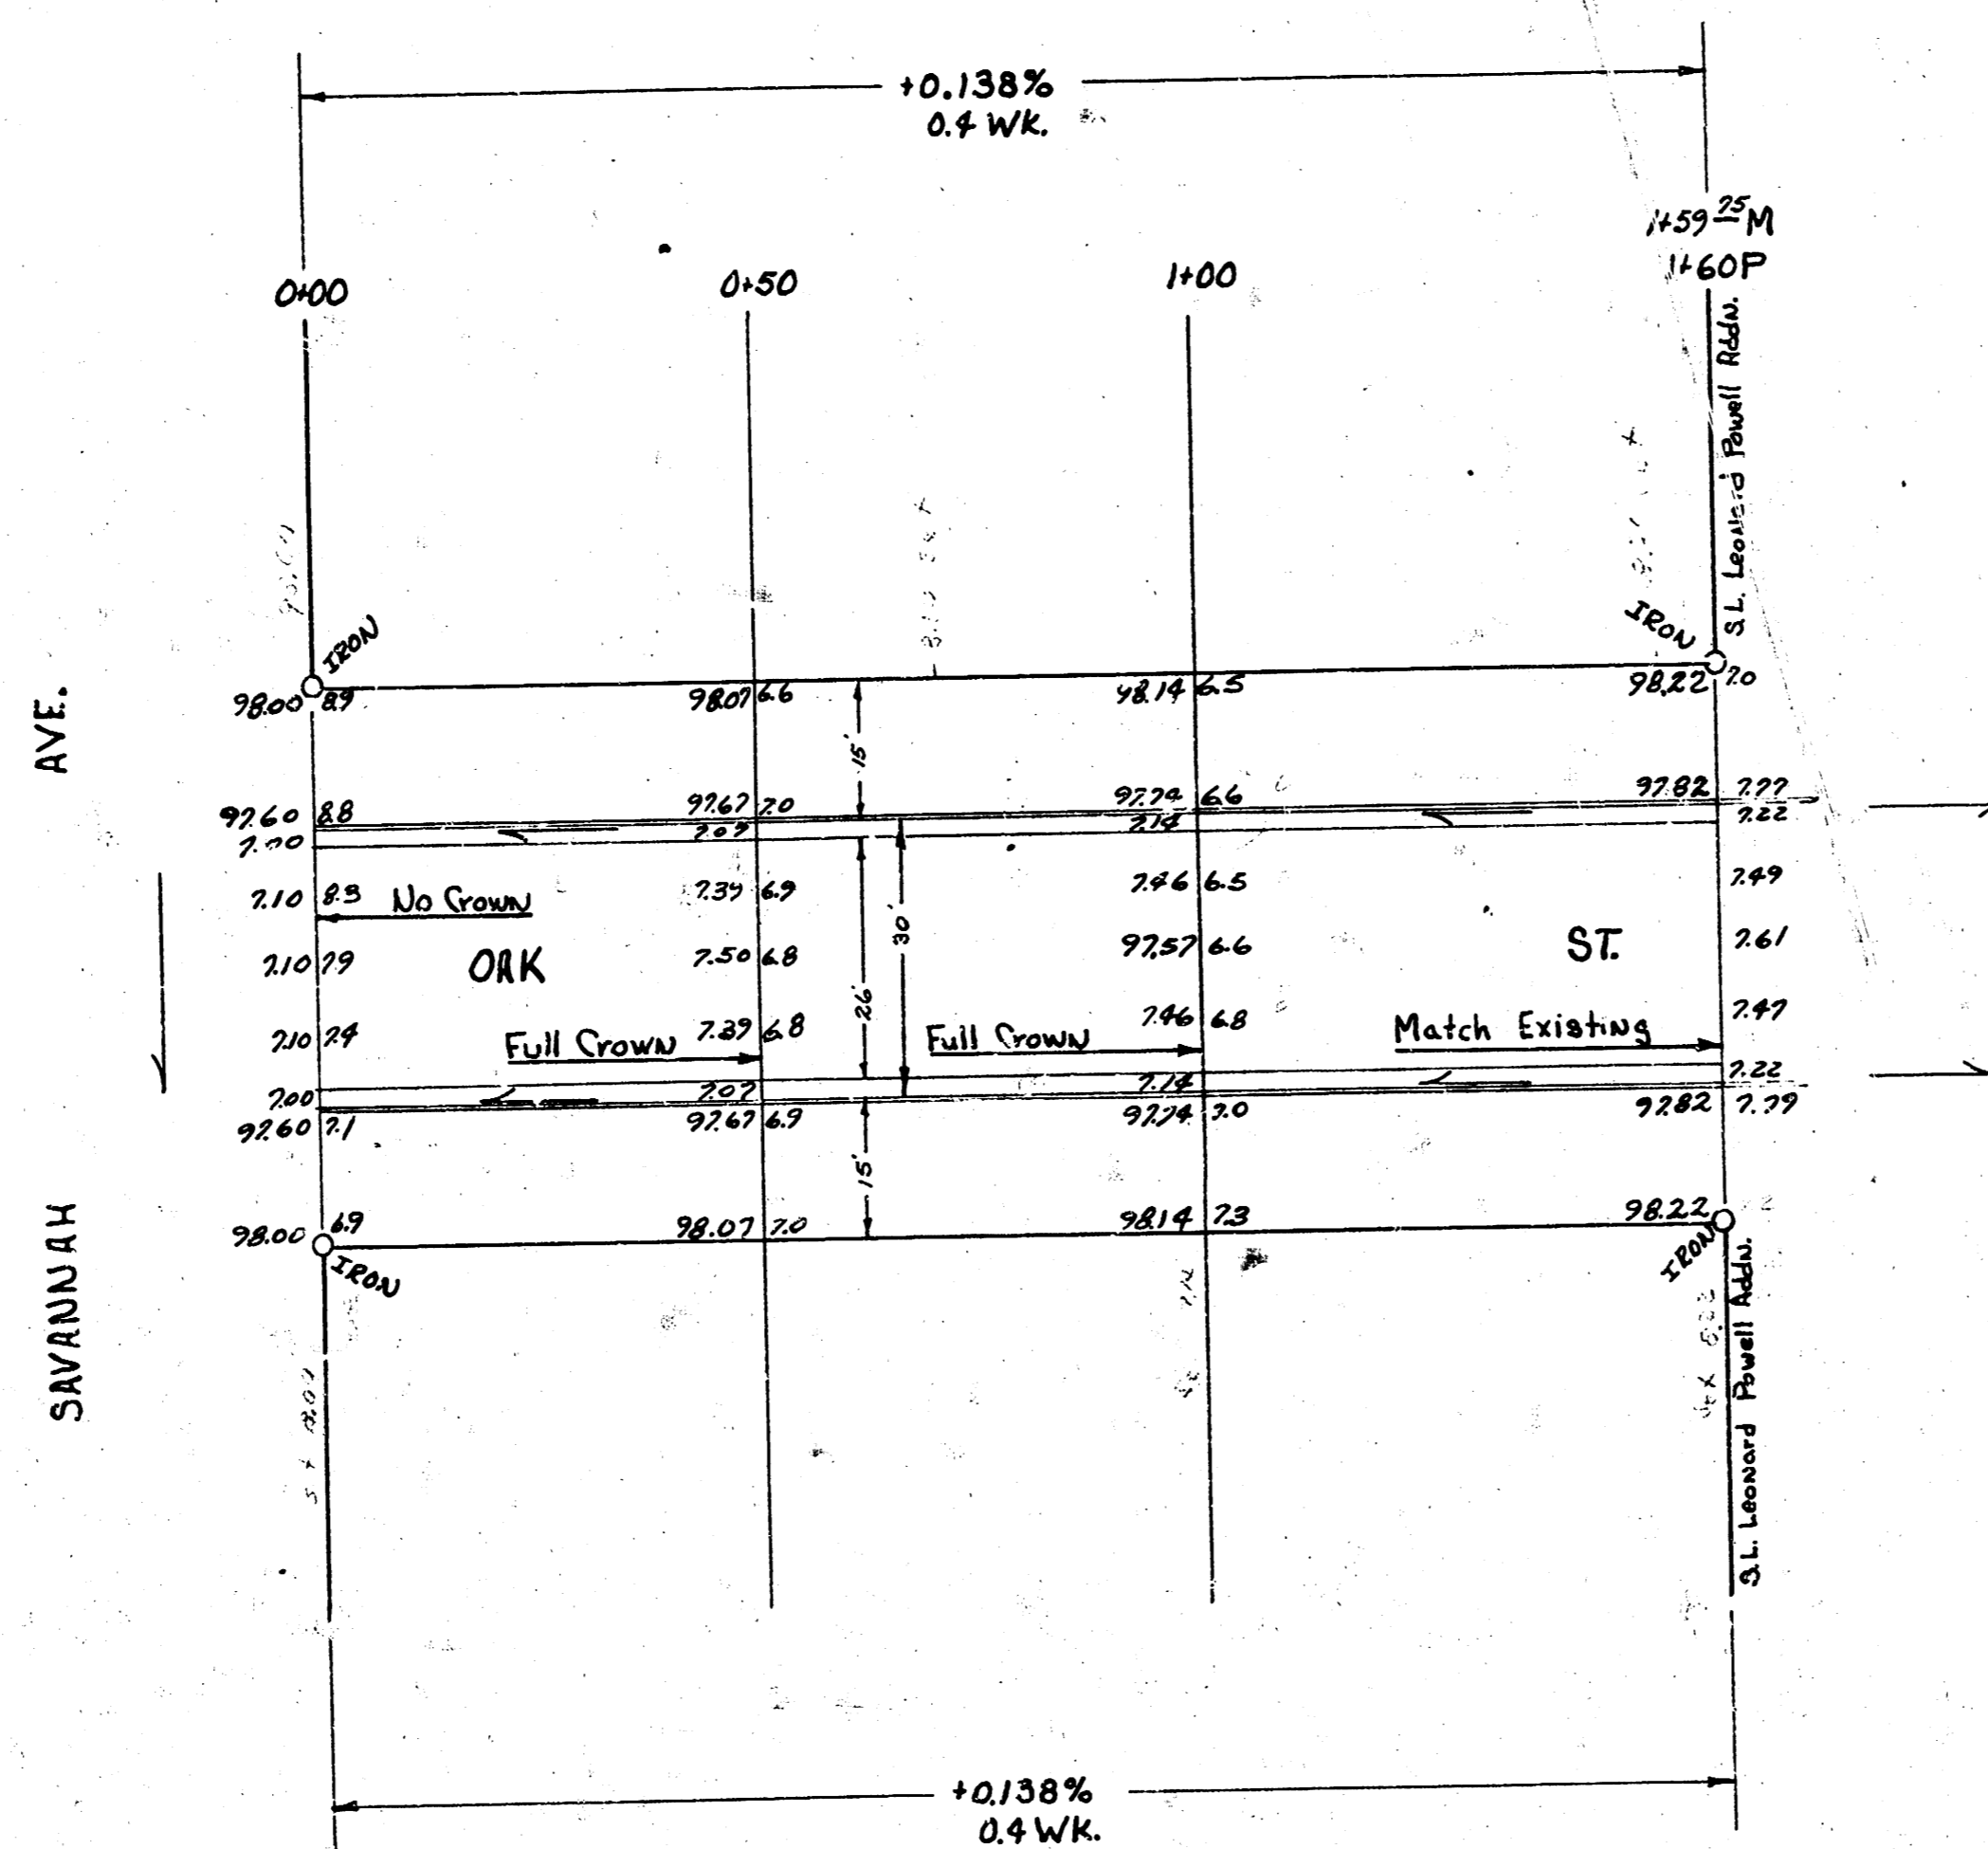 +0.138%
0.4 WK.
1+59 75 M
1+60P
0+00
0+50
1+00
S.L. Leonard Powell Addn.
IRON
IRON
98.00 8.9
98.07 6.6
98.14 6.5
98.22 7.0
15'
AVE.
97.60 8.8
97.67 7.0
97.74 6.6
97.82 7.77
7.00
7.07
7.14
7.22
7.10 8.3
No Crown
7.39 6.9
7.46 6.5
7.49
30'
7.10 7.9
OAK
7.50 6.8
97.57 6.6
ST.
7.61
26'
7.10 7.4
Full Crown
7.39 6.8
Full Crown
7.46 6.8
Match Existing
7.47
7.00
7.07
7.14
7.22
97.60 7.1
97.67 6.9
97.74 7.0
97.82 7.79
15'
SAVANNAH
98.00 6.9
98.07 7.0
98.14 7.3
98.22
IRON
IRON
S.L. Leonard Powell Addn.
+0.138%
0.4 WK.